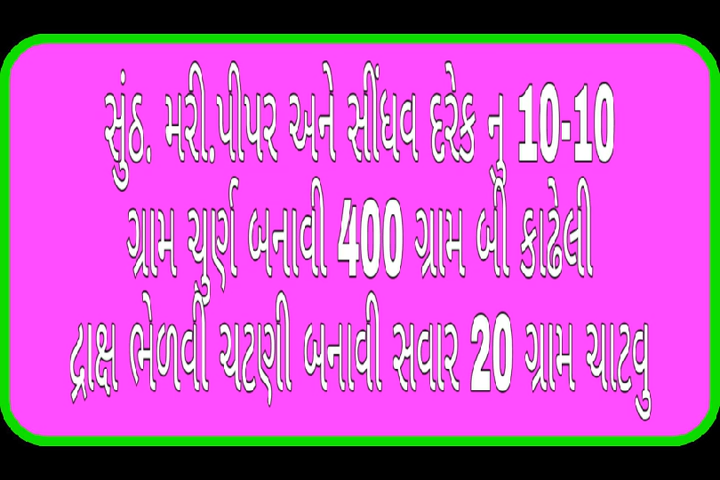 સુંઠ. મરી.પીપર અને સીંધવ દરેક નુ 10-10
ગ્રામ ચુર્ણ બનાવી 400 ગ્રામ બી કાઢેલી
દ્રાક્ષ ભેળવી ચટણી બનાવી સવાર 20 ગ્રામ ચાટવુ